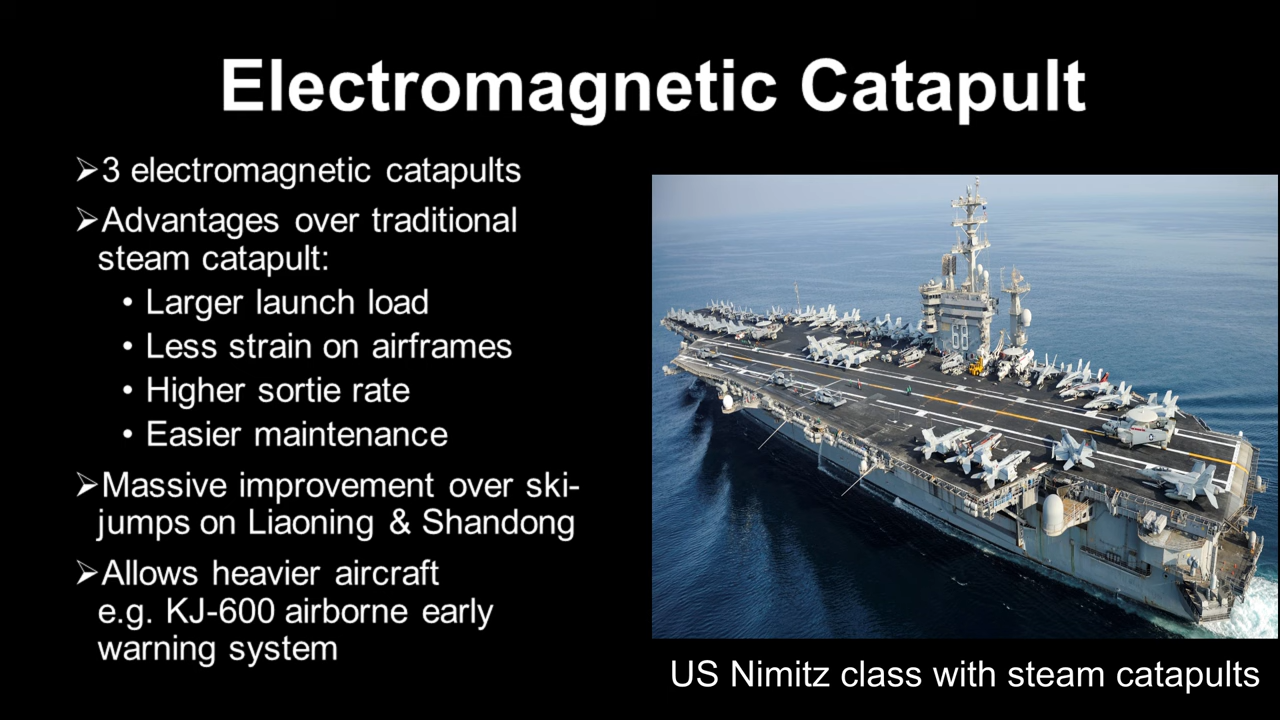 Electromagnetic Catapult
➢3 electromagnetic catapults
➢Advantages over traditional
steam catapult:
• Larger launch load
• Less strain on airframes
• Higher sortie rate
• Easier maintenance
➢Massive improvement over ski-
jumps on Liaoning & Shandong
➢Allows heavier aircraft
e.g. KJ-600 airborne early
warning system
68
US Nimitz class with steam catapults